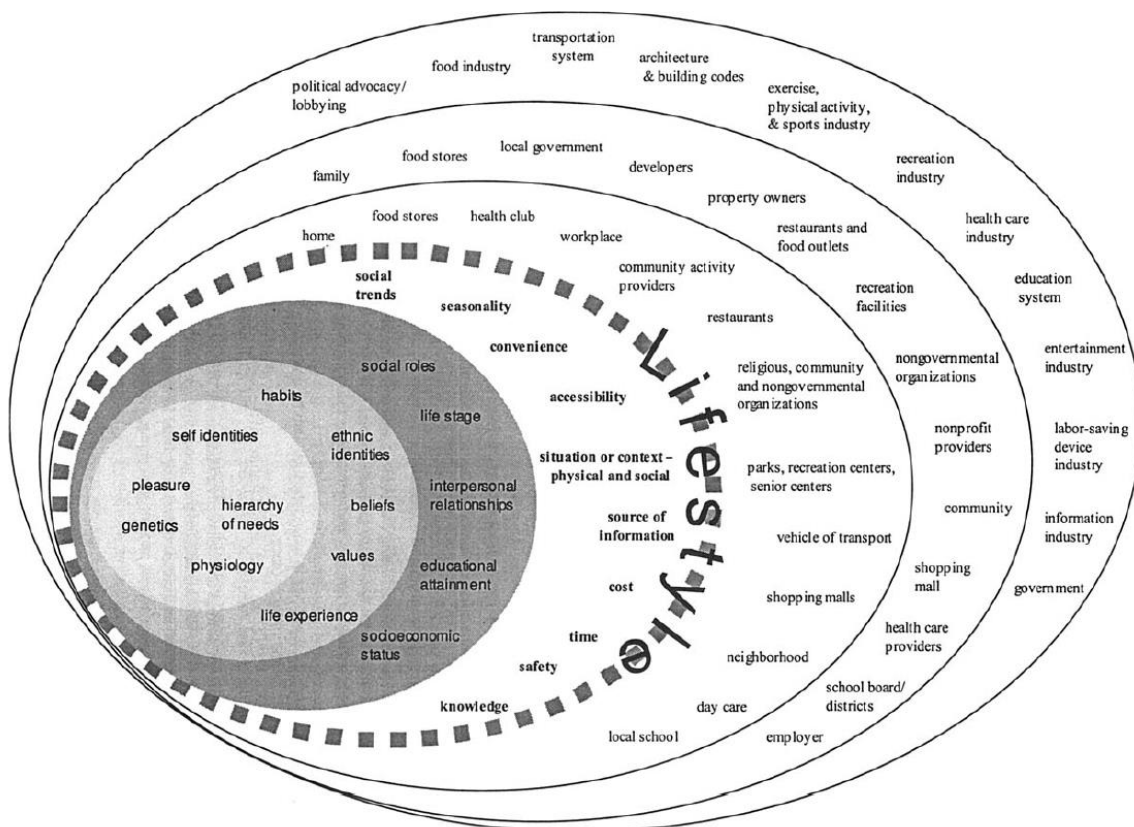 transportation
system
food industry
architecture
& building codes
political advocacy/
lobbying
exercise,
physical activity,
& sports industry
recreation
industry
health care
industry
education
system
entertainment
industry
labor-saving
device
industry
information
industry
government
family
food stores
local government
developers
property owners
restaurants and
food outlets
recreation
facilities
nongovernmental
organizations
nonprofit
providers
community
shopping
mall
health care
providers
school board/
districts
employer
home
food stores
health club
workplace
community activity
providers
restaurants
religious, community
and nongovernmental
organizations
parks, recreation centers,
senior centers
vehicle of transport
shopping malls
neighborhood
day care
local school
Lifestyle
social
trends
seasonality
convenience
accessibility
situation or context–
physical and social
source of
information
cost
time
safety
knowledge
social roles
life stage
interpersonal
relationships
educational
attainment
socioeconomic
status
habits
ethnic
identities
beliefs
values
life experience
self identities
pleasure
hierarchy
of needs
genetics
physiology